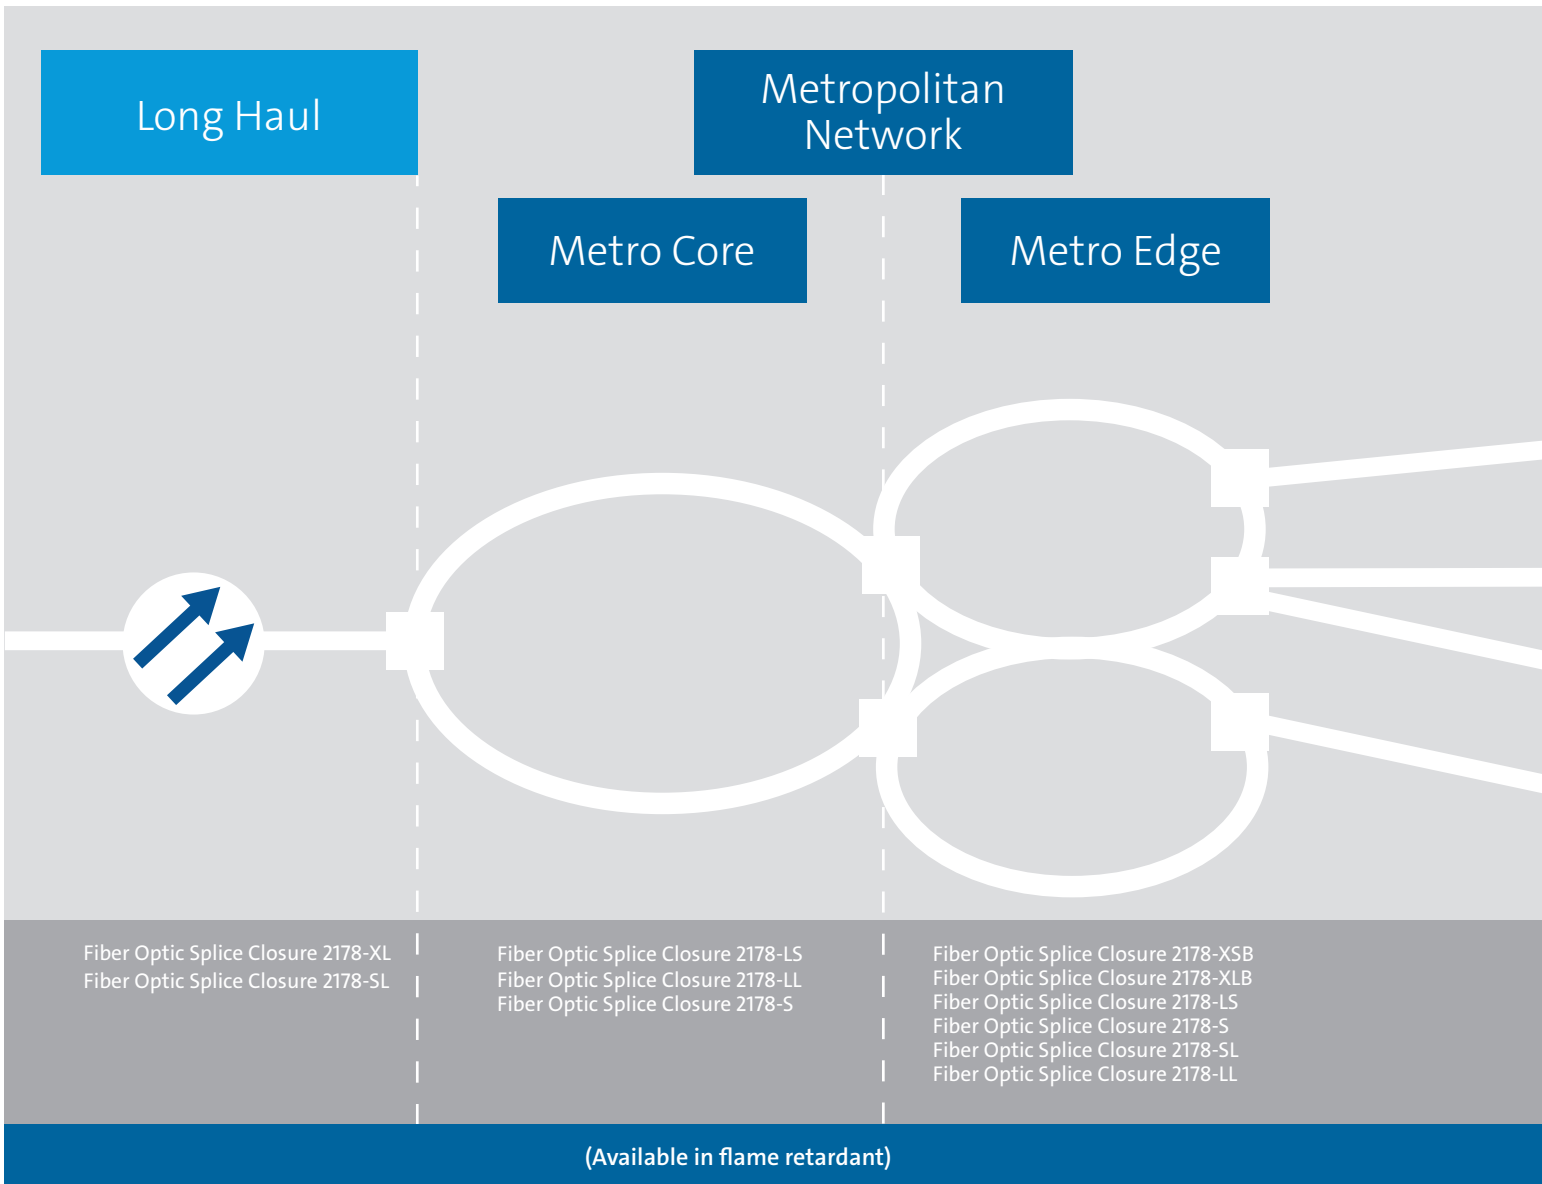 Long Haul
Metropolitan
Network
Metro Core
Metro Edge
Fiber Optic Splice Closure 2178-XL
Fiber Optic Splice Closure 2178-SL
Fiber Optic Splice Closure 2178-LS
Fiber Optic Splice Closure 2178-LL
Fiber Optic Splice Closure 2178-S
Fiber Optic Splice Closure 2178-XSB
Fiber Optic Splice Closure 2178-XLB
Fiber Optic Splice Closure 2178-LS
Fiber Optic Splice Closure 2178-S
Fiber Optic Splice Closure 2178-SL
Fiber Optic Splice Closure 2178-LL
(Available in flame retardant)